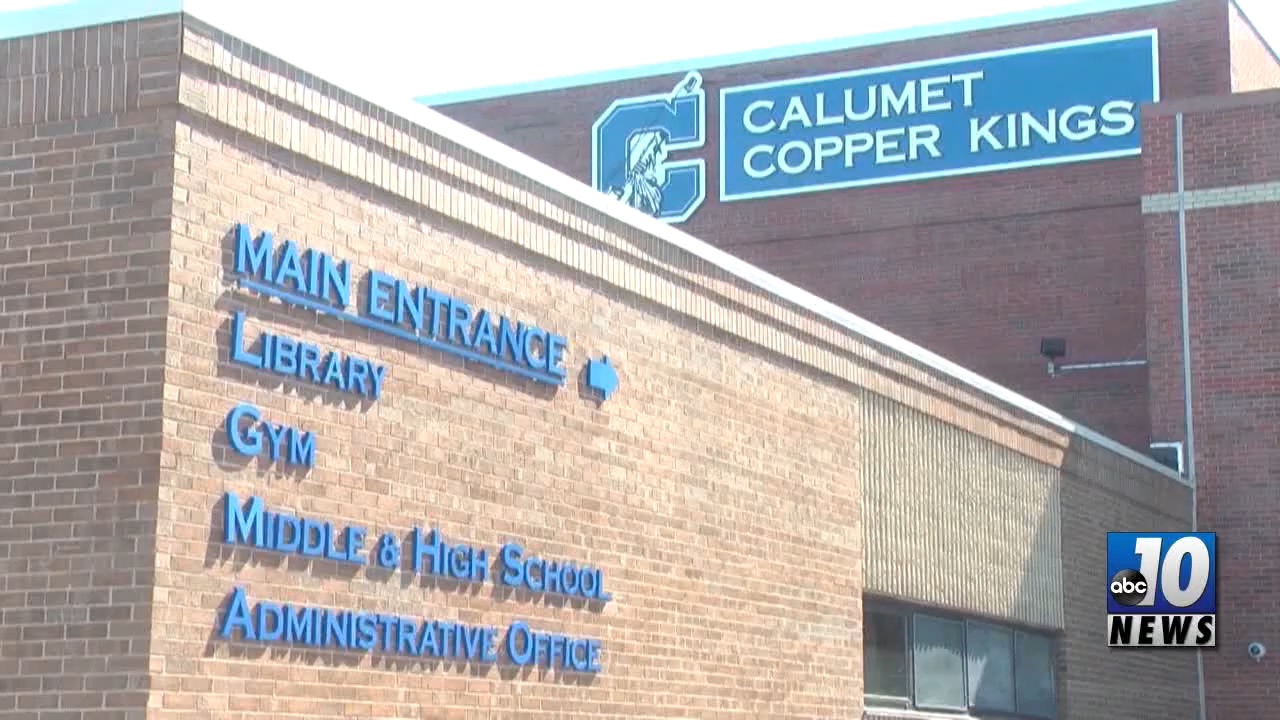 C
CALUMET
COPPER KINGS
MAIN ENTRANCE
LIBRARY
GYM
MIDDLE & HIGH SCHOOL
ADMINISTRATIVE OFFICE
abc 10
NEWS